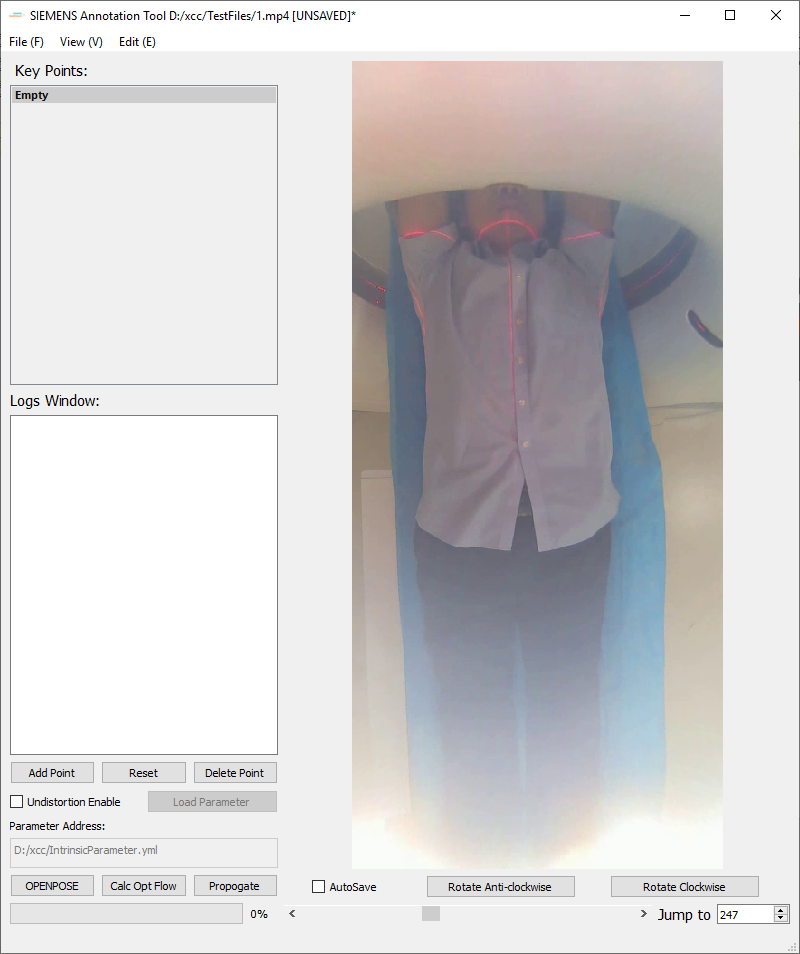 SIEMENS Annotation Tool D:/xcc/TestFiles/1.mp4 [UNSAVED]*
File (F) View (V) Edit (E)
Key Points:
Empty
Logs Window:
Add Point Reset Delete Point
Undistortion Enable Load Parameter
Parameter Address:
D:/xcc/IntrinsicParameter.yml
OPENPOSE Calc Opt Flow Propogate
AutoSave Rotate Anti-clockwise Rotate Clockwise
0% Jump to 247